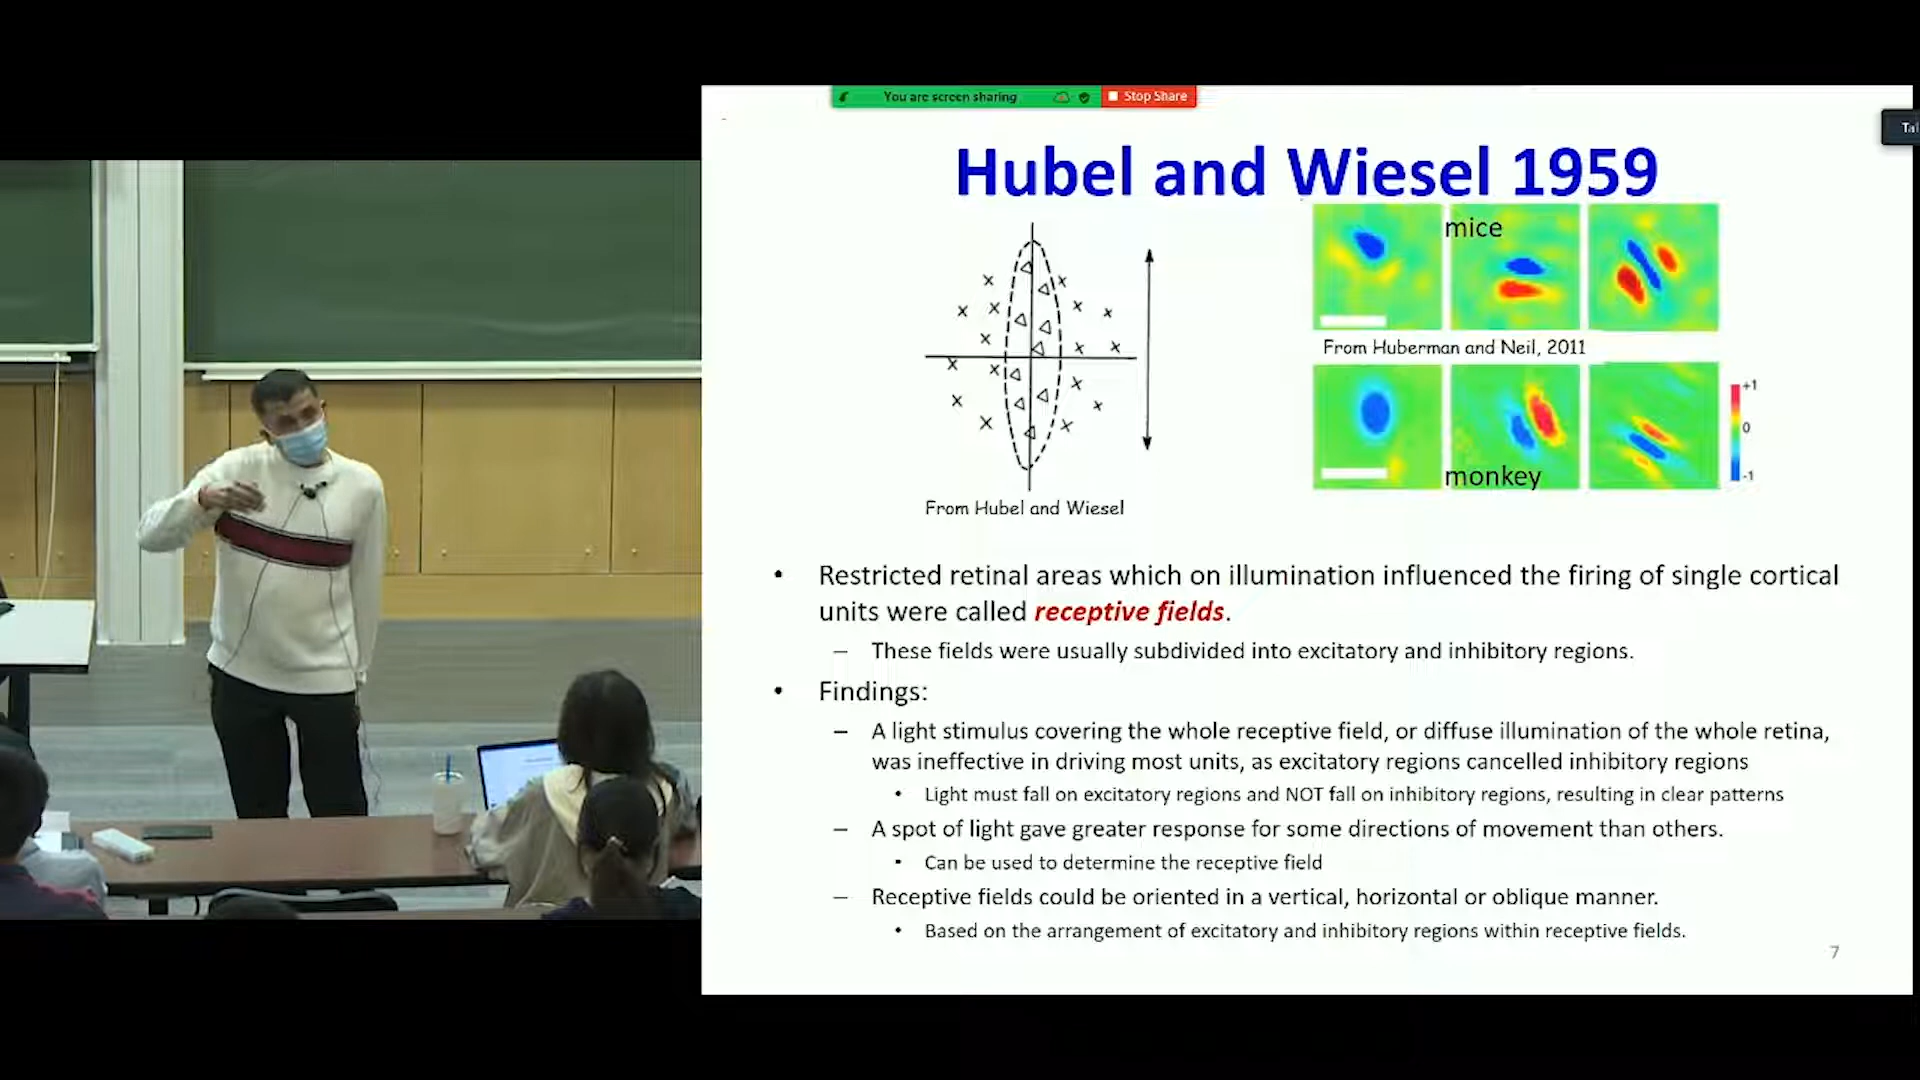 You are screen sharing
Stop Share
Hubel and Wiesel 1959
mice
From Huberman and Neil, 2011
+1
0
-1
monkey
From Hubel and Wiesel
• Restricted retinal areas which on illumination influenced the firing of single cortical
units were called receptive fields.
– These fields were usually subdivided into excitatory and inhibitory regions.
• Findings:
– A light stimulus covering the whole receptive field, or diffuse illumination of the whole retina,
was ineffective in driving most units, as excitatory regions cancelled inhibitory regions
• Light must fall on excitatory regions and NOT fall on inhibitory regions, resulting in clear patterns
– A spot of light gave greater response for some directions of movement than others.
• Can be used to determine the receptive field
– Receptive fields could be oriented in a vertical, horizontal or oblique manner.
• Based on the arrangement of excitatory and inhibitory regions within receptive fields.
7